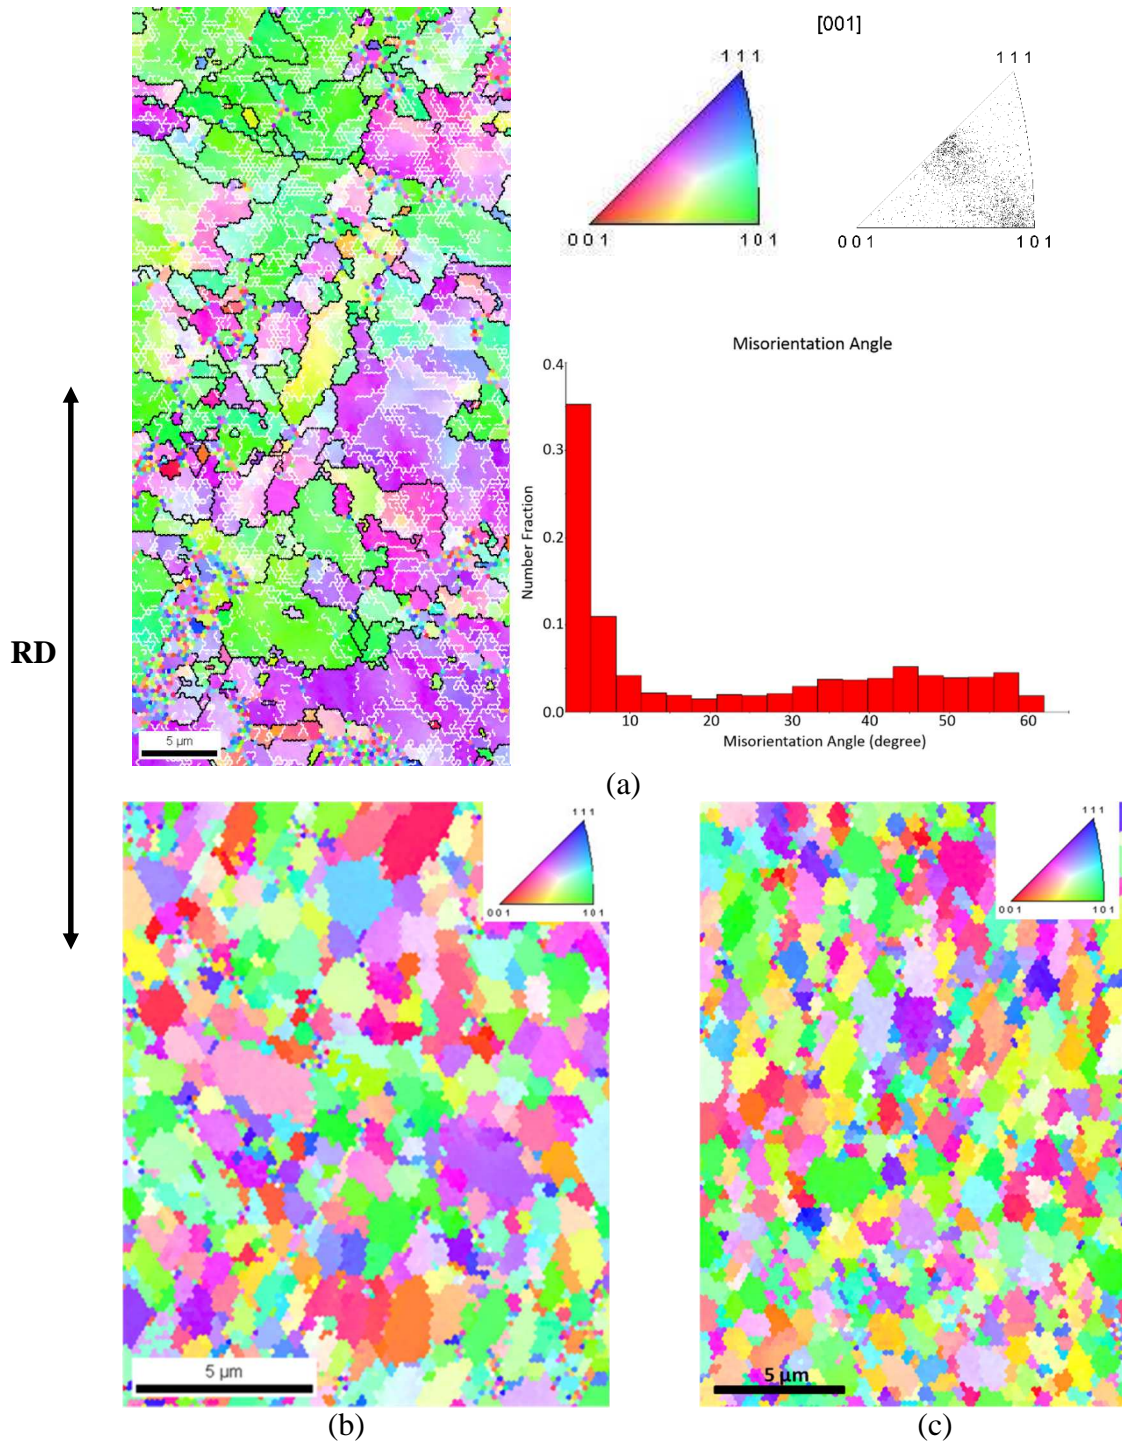 [001]
1 1 1
1 1 1
0 0 1
1 0 1
0 0 1
1 0 1
Misorientation Angle
0.4
0.3
0.2
0.1
0.0
Number Fraction
10
20
30
40
50
60
Misorientation Angle (degree)
RD
5 µm
(a)
1 1 1
0 0 1
1 0 1
1 1 1
0 0 1
1 0 1
5 µm
5 µm
(b)
(c)